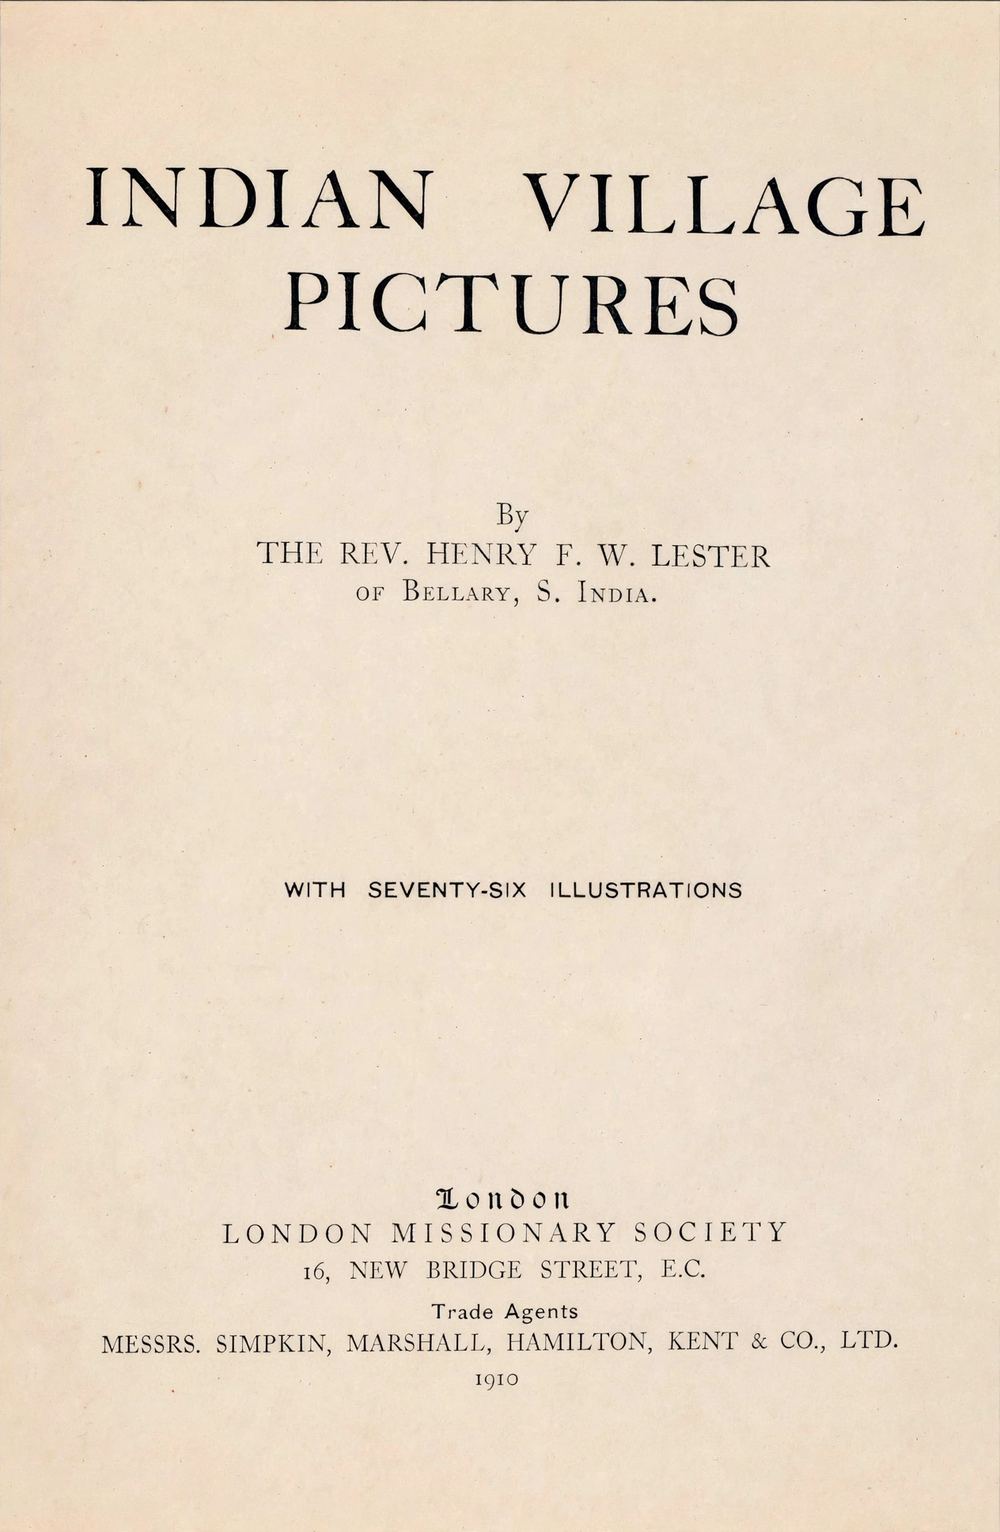 INDIAN VILLAGE
PICTURES
By
THE REV. HENRY F. W. LESTER
OF BELLARY, S. INDIA.
WITH SEVENTY-SIX ILLUSTRATIONS
London
LONDON MISSIONARY SOCIETY
16, NEW BRIDGE STREET, E.C.
Trade Agents
MESSRS. SIMPKIN, MARSHALL, HAMILTON, KENT & CO., LTD.
1910